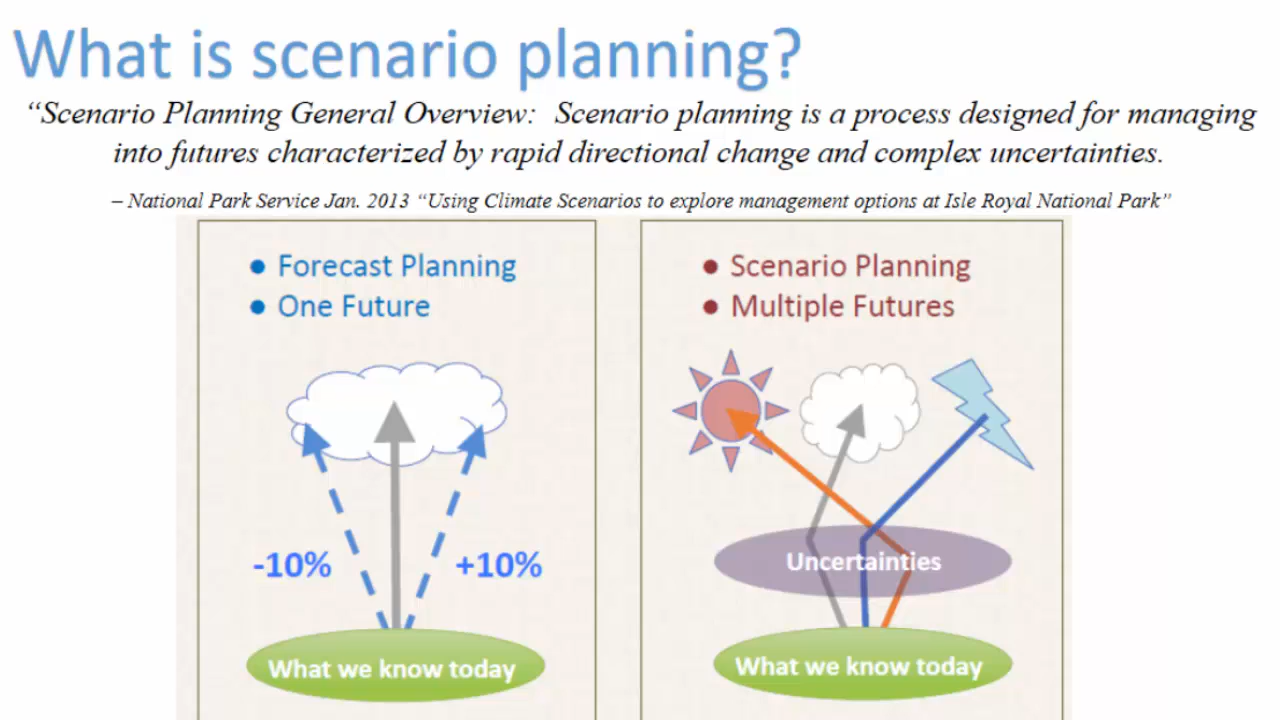 What is scenario planning?
“Scenario Planning General Overview:  Scenario planning is a process designed for managing
into futures characterized by rapid directional change and complex uncertainties.
– National Park Service Jan. 2013 “Using Climate Scenarios to explore management options at Isle Royal National Park”
● Forecast Planning
● One Future
-10%
+10%
What we know today
● Scenario Planning
● Multiple Futures
Uncertainties
What we know today